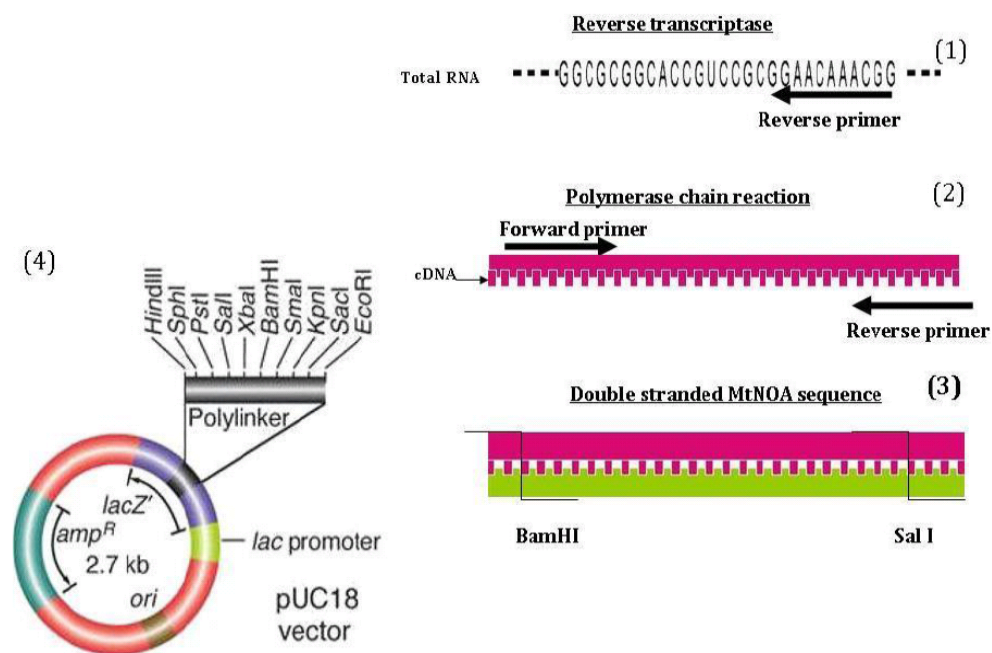 Reverse transcriptase
(1)
Total RNA
GGCGCGGCACCGUCCGCGGAACAAACGG
Reverse primer
Polymerase chain reaction
(2)
Forward primer
cDNA
Reverse primer
Double stranded MtNOA sequence
(3)
BamHI
Sal I
(4)
HindIII
SphI
PstI
SalI
XbaI
BamHI
SmaI
KpnI
SacI
EcoRI
Polylinker
lacZ'
ampR
2.7 kb
lac promoter
ori
pUC18
vector